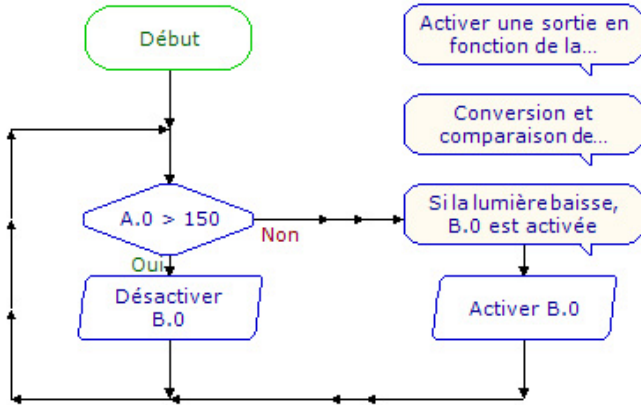 Début
Activer une sortie en
fonction de la...
Conversion et
comparaison de...
A.0 > 150
Non
Si la lumière baisse,
B.0 est activée
Oui
Désactiver
B.0
Activer B.0